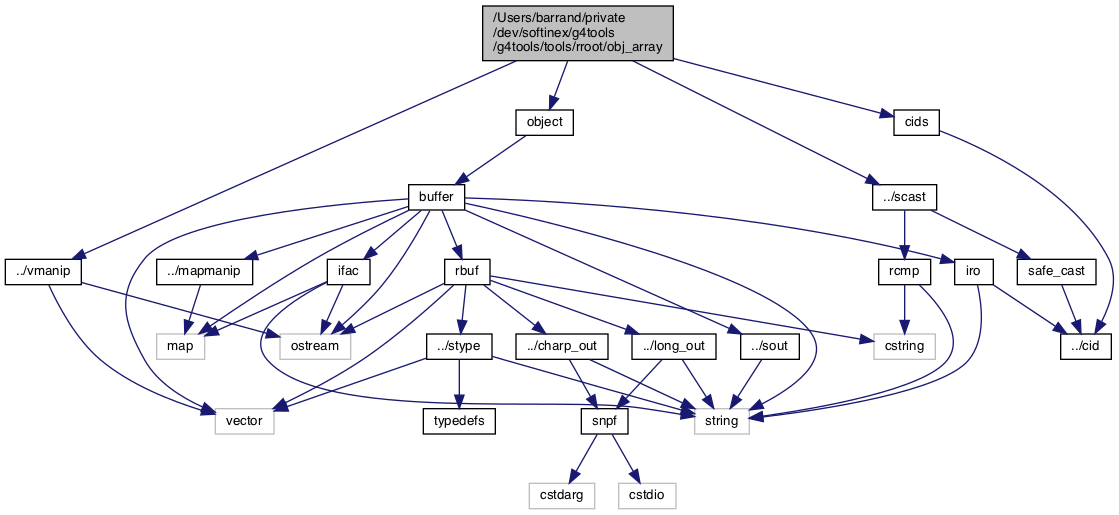 /Users/barrand/private
/dev/softinex/g4tools
/g4tools/tools/rroot/obj_array
object
cids
buffer
../scast
../vmanip
../mapmanip
ifac
rbuf
rcmp
iro
safe_cast
map
ostream
../stype
../charp_out
../long_out
../sout
cstring
../cid
vector
typedefs
snpf
string
cstdarg
cstdio